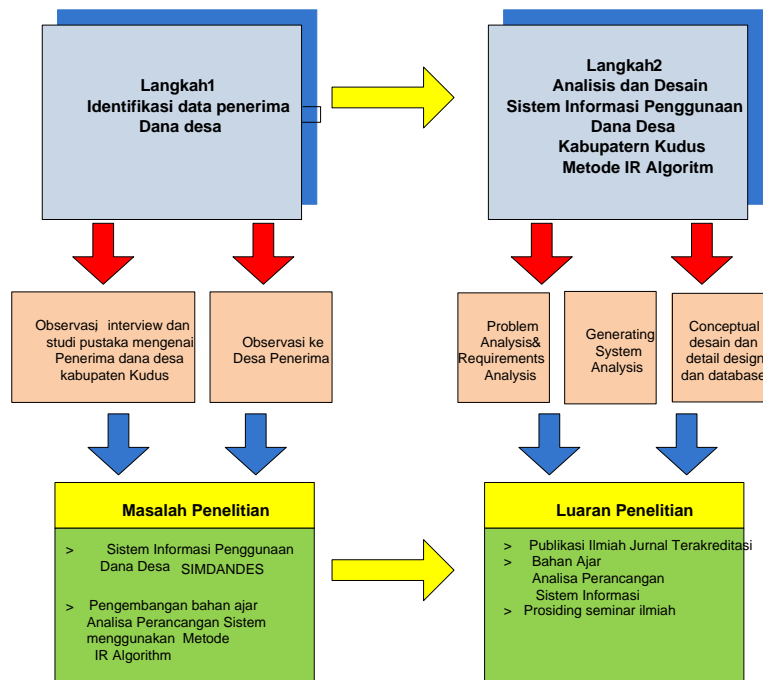 Langkah1
Identifikasi data penerima
Dana desa
Langkah2
Analisis dan Desain
Sistem Informasi Penggunaan
Dana Desa
Kabupatern Kudus
Metode IR Algoritm
Observasi, interview dan
studi pustaka mengenai
Penerima dana desa
kabupaten Kudus
Observasi ke
Desa Penerima
Problem
Analysis&
Requirements
Analysis
Generating
System
Analysis
Conceptual
desain dan
detail design
dan database
Masalah Penelitian
> Sistem Informasi Penggunaan
Dana Desa SIMDANDES
> Pengembangan bahan ajar
Analisa Perancangan Sistem
menggunakan Metode
IR Algorithm
Luaran Penelitian
> Publikasi Ilmiah Jurnal Terakreditasi
> Bahan Ajar
Analisa Perancangan
Sistem Informasi
> Prosiding seminar ilmiah